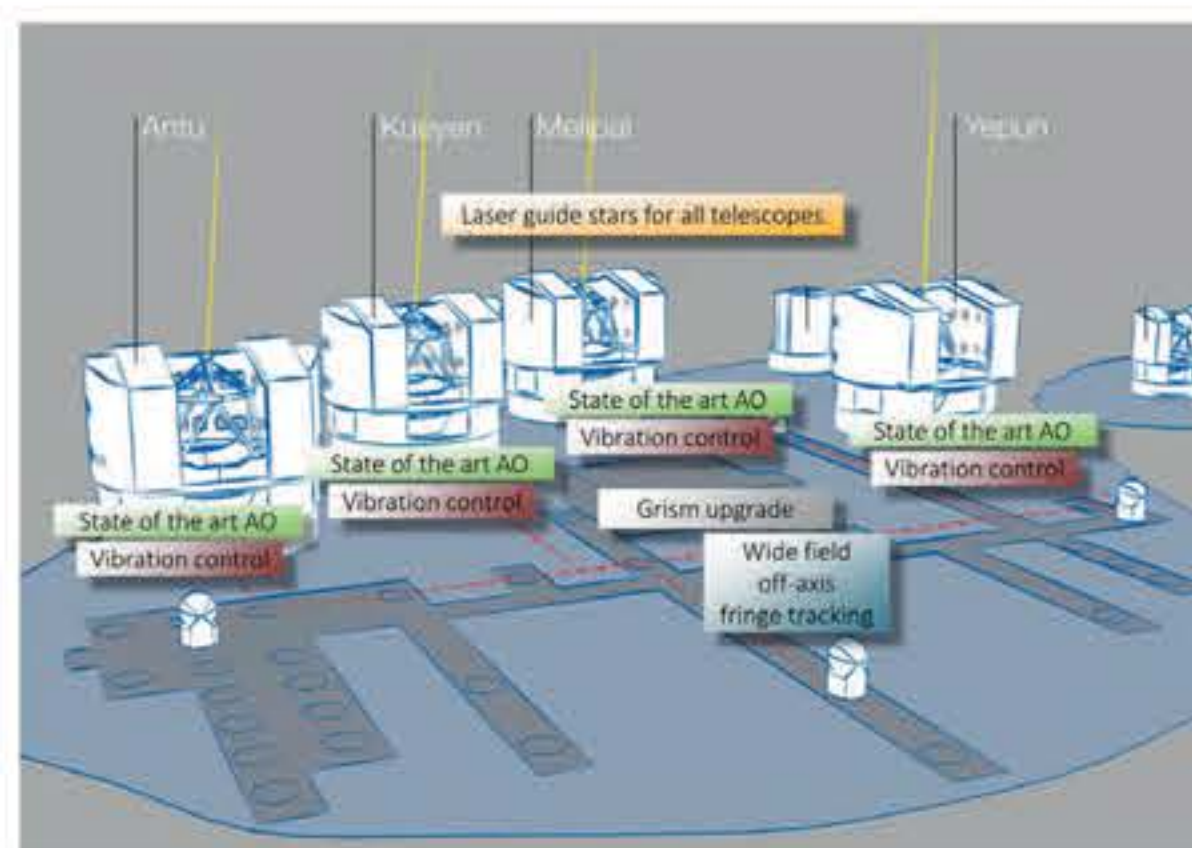 Antu
Kueyen
Melipal
Yepun
Laser guide stars for all telescopes.
State of the art AO
Vibration control
State of the art AO
Vibration control
State of the art AO
Vibration control
State of the art AO
Vibration control
Grism upgrade
Wide field
off-axis
fringe tracking